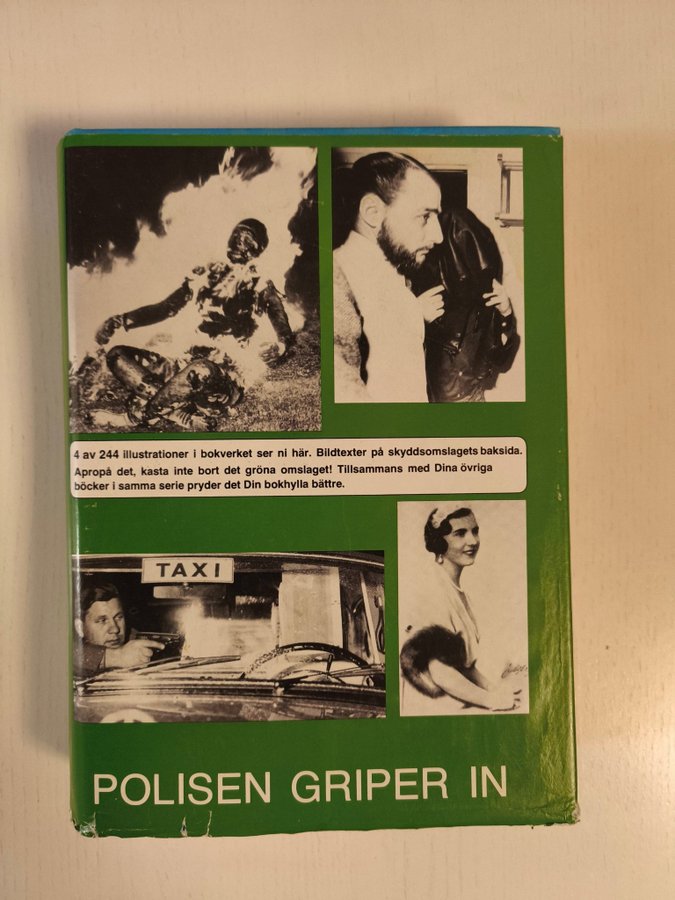 4 av 244 illustrationer i bokverket ser ni här. Bildtexter på skyddsomslagets baksida.
Apropå det, kasta inte bort det gröna omslaget! Tillsammans med Dina övriga
böcker i samma serie pryder det Din bokhylla bättre.
TAXI
POLISEN GRIPER IN